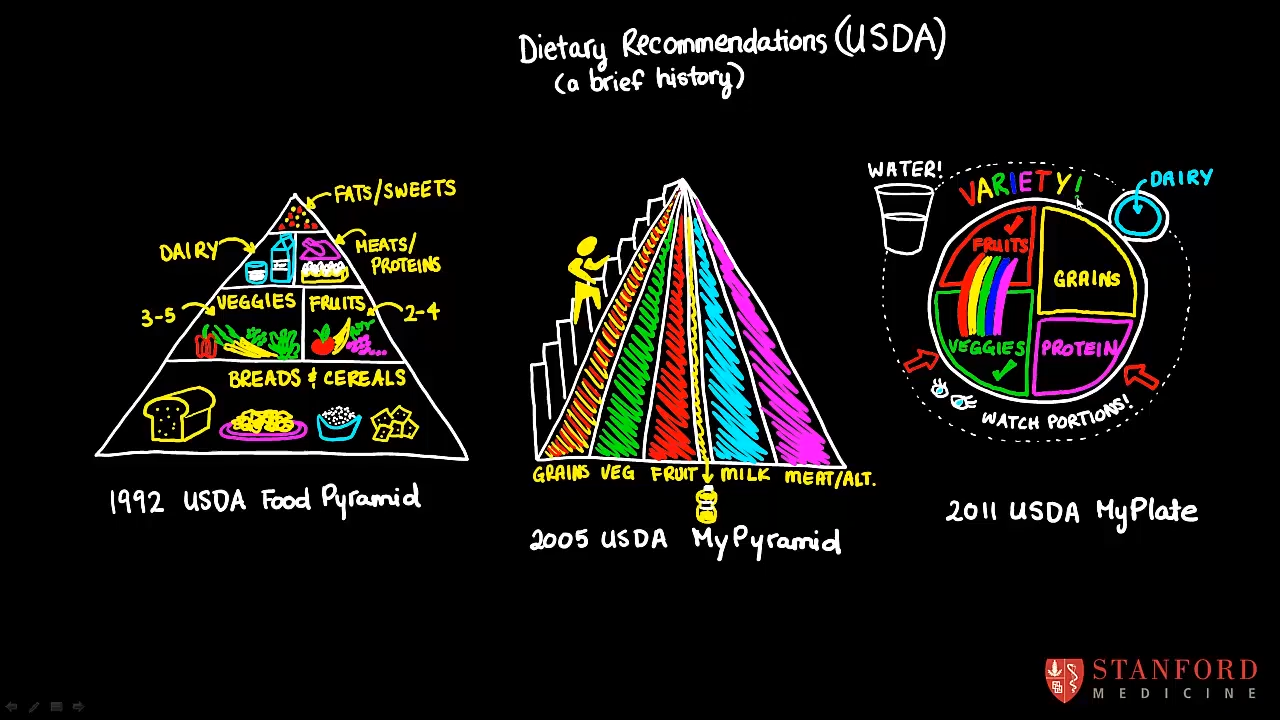 Dietary Recommendations (USDA)
(a brief history)
FATS/SWEETS
DAIRY
MEATS/
PROTEINS
VEGGIES
FRUITS
3-5
2-4
BREADS & CEREALS
1992 USDA Food Pyramid
GRAINS VEG FRUIT MILK MEAT/ALT.
2005 USDA MyPyramid
WATER!
VARIETY!
DAIRY
FRUITS
GRAINS
VEGGIES
PROTEIN
WATCH PORTIONS!
2011 USDA MyPlate
STANFORD
MEDICINE